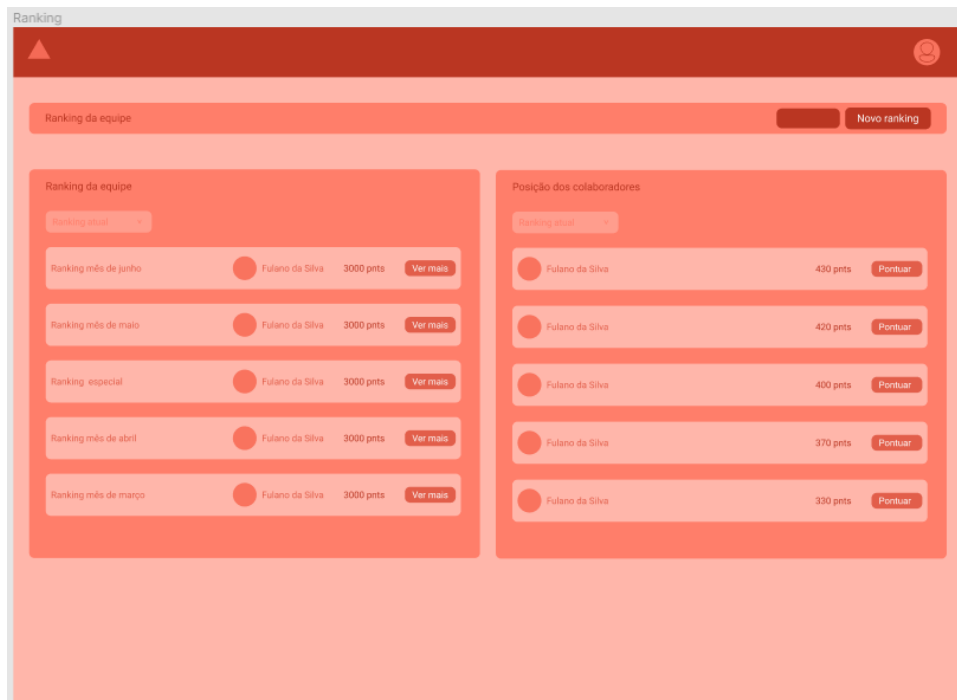 Ranking
Ranking da equipe
Novo ranking
Ranking da equipe
Ranking atual
Ranking mês de junho Fulano da Silva 3000 pnts Ver mais
Ranking mês de maio Fulano da Silva 3000 pnts Ver mais
Ranking especial Fulano da Silva 3000 pnts Ver mais
Ranking mês de abril Fulano da Silva 3000 pnts Ver mais
Ranking mês de março Fulano da Silva 3000 pnts Ver mais
Posição dos colaboradores
Ranking atual
Fulano da Silva 430 pnts Pontuar
Fulano da Silva 420 pnts Pontuar
Fulano da Silva 400 pnts Pontuar
Fulano da Silva 370 pnts Pontuar
Fulano da Silva 330 pnts Pontuar